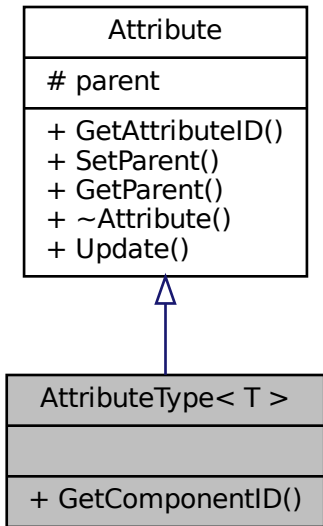 Attribute
# parent
+ GetAttributeID()
+ SetParent()
+ GetParent()
+ ~Attribute()
+ Update()
AttributeType< T >
+ GetComponentID()